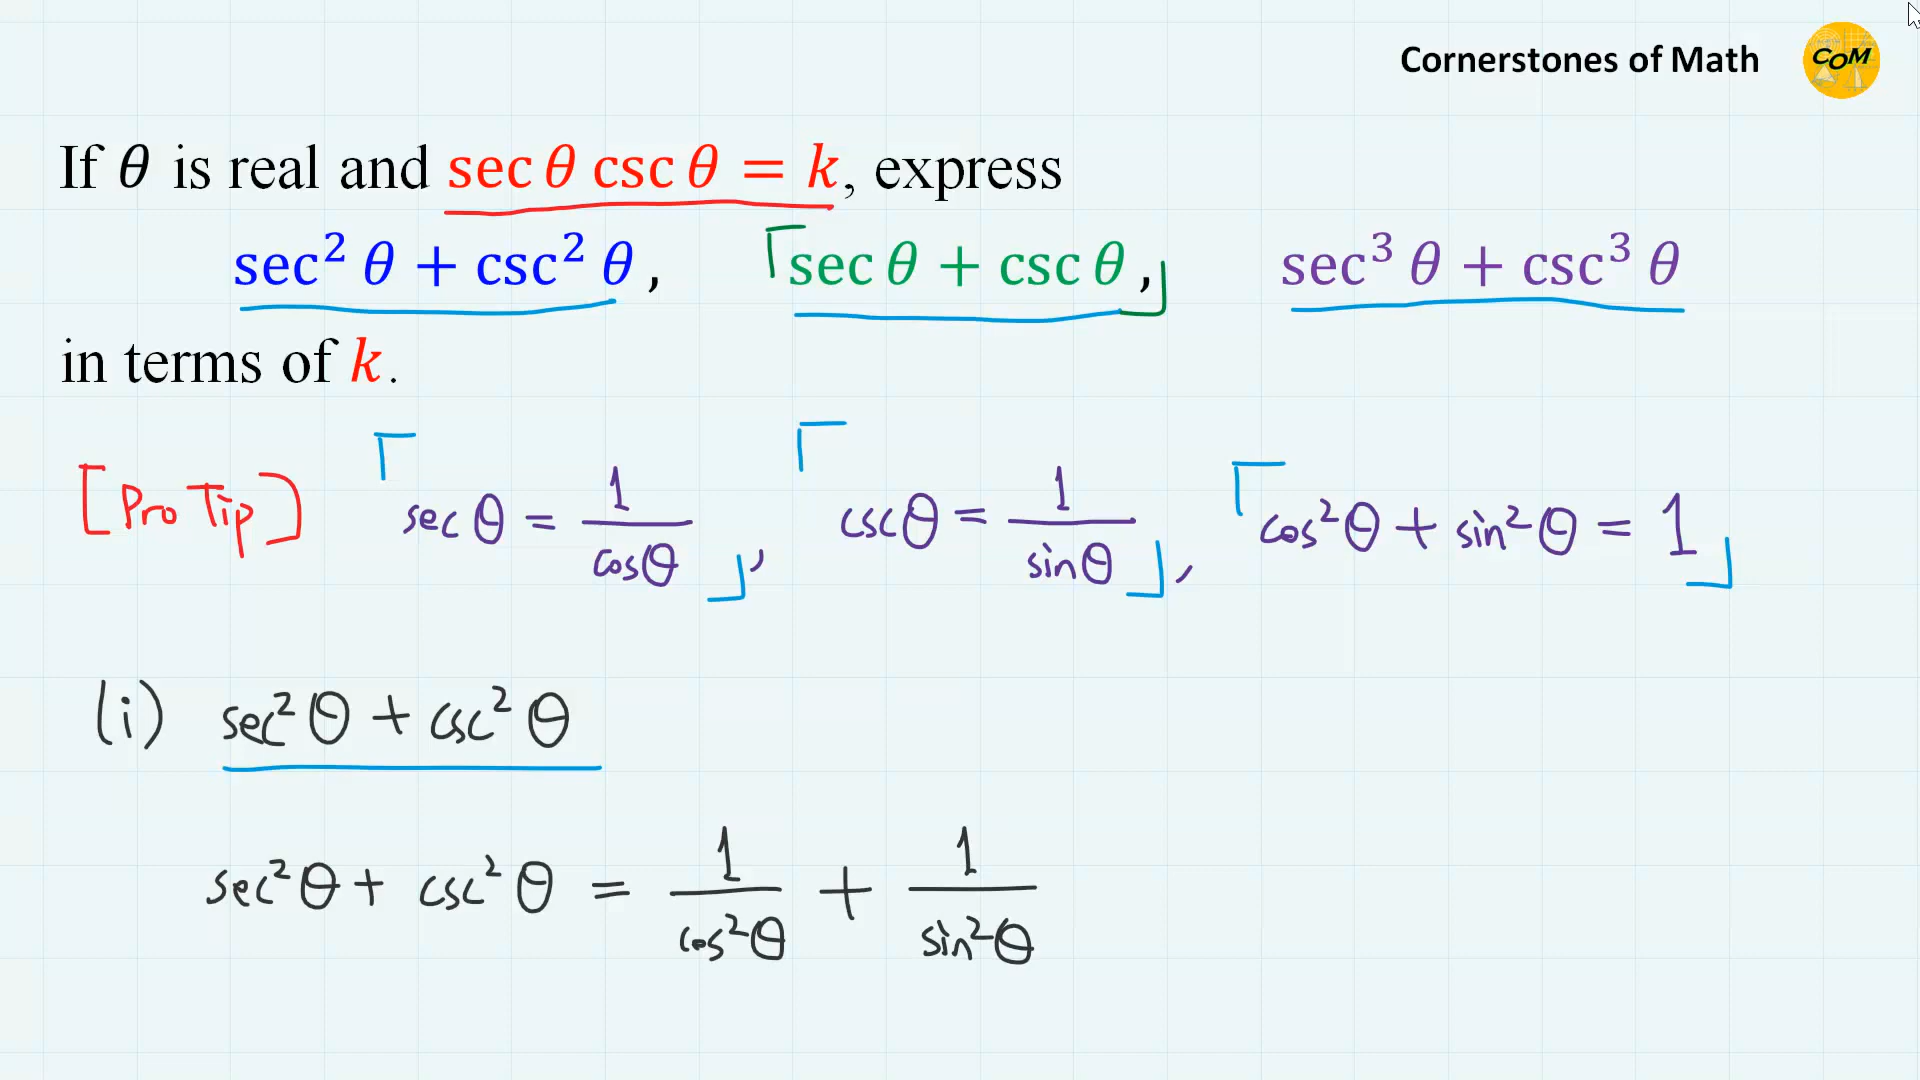 Cornerstones of Math COM
If θ is real and sec θ csc θ = k, express
sec² θ + csc² θ, 「sec θ + csc θ,」 sec³ θ + csc³ θ
in terms of k.
[Pro Tip] 「sec θ = 1/cosθ」, 「csc θ = 1/sinθ」, 「cos²θ + sin²θ = 1」
(i) sec²θ + csc²θ
sec²θ + csc²θ = 1/cos²θ + 1/sin²θ